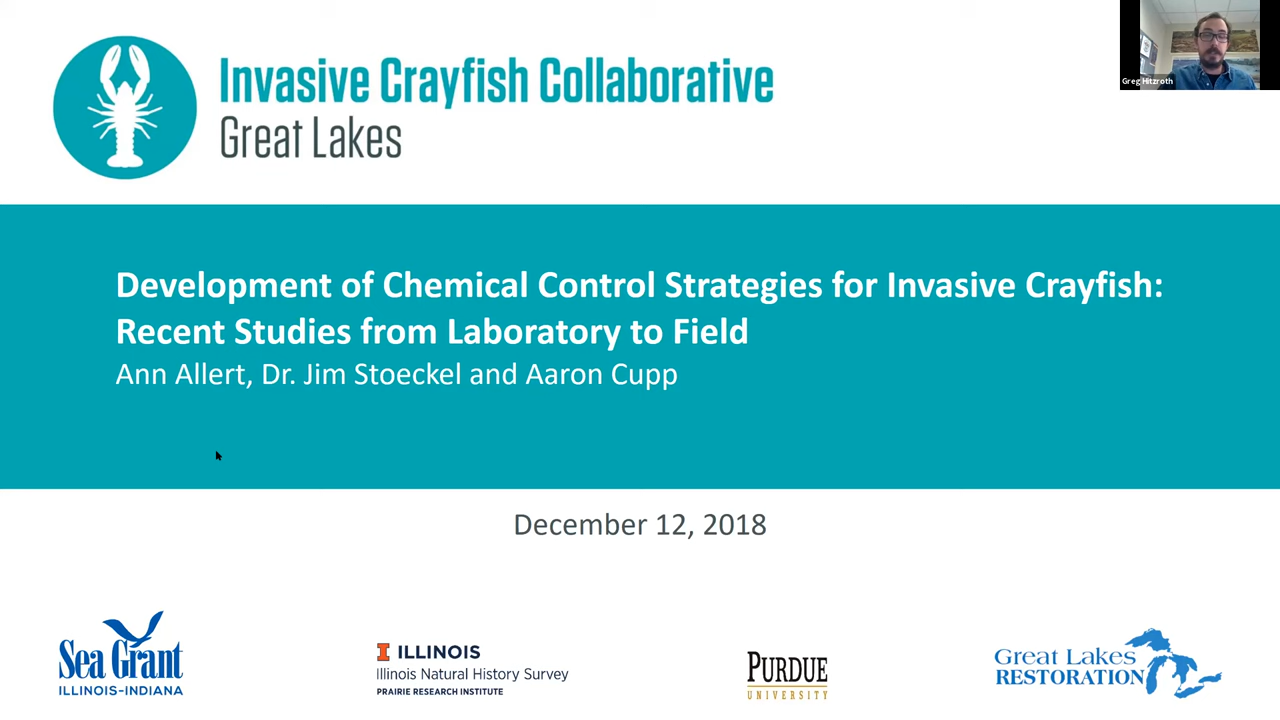 Invasive Crayfish Collaborative
Great Lakes
Greg Hitzroth
Development of Chemical Control Strategies for Invasive Crayfish:
Recent Studies from Laboratory to Field
Ann Allert, Dr. Jim Stoeckel and Aaron Cupp
December 12, 2018
Sea Grant
ILLINOIS-INDIANA
I ILLINOIS
Illinois Natural History Survey
PRAIRIE RESEARCH INSTITUTE
PURDUE
UNIVERSITY
Great Lakes
RESTORATION